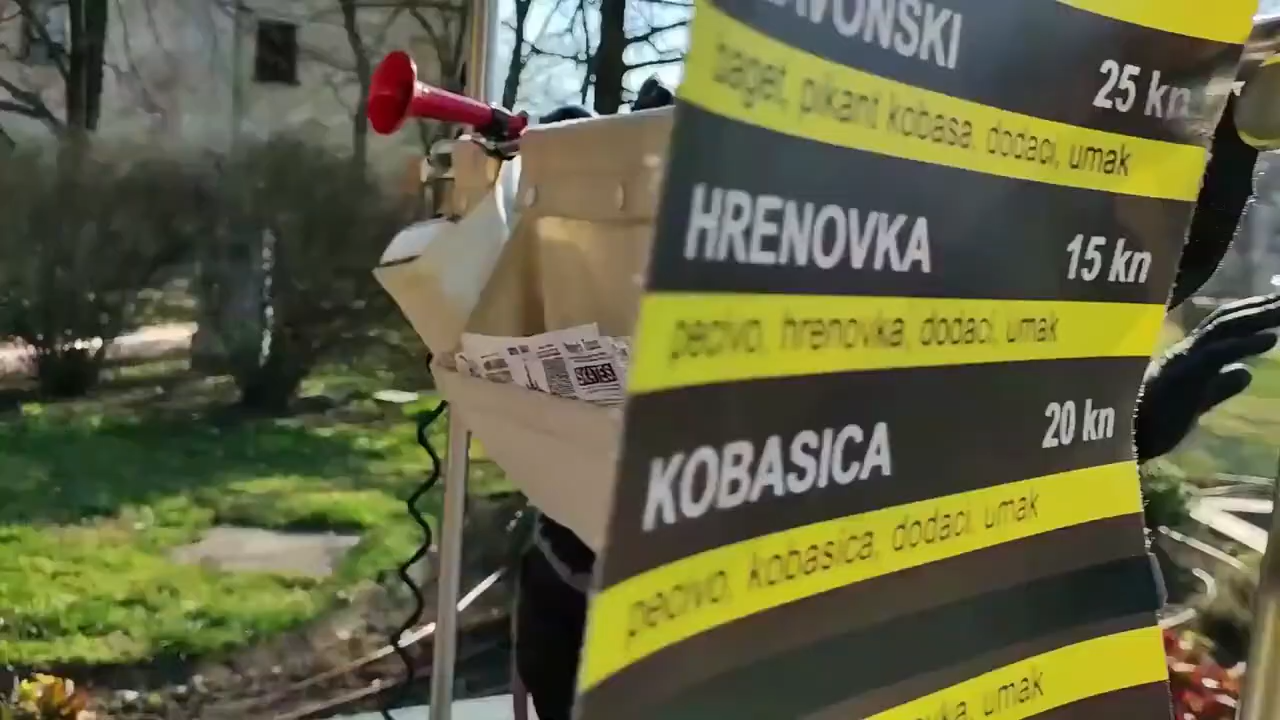 AVONSKI 25 kn
baget, pikant kobasa, dodaci, umak
HRENOVKA 15 kn
pecivo, hrenovka, dodaci, umak
KOBASICA 20 kn
pecivo, kobasica, dodaci, umak
ovka, umak